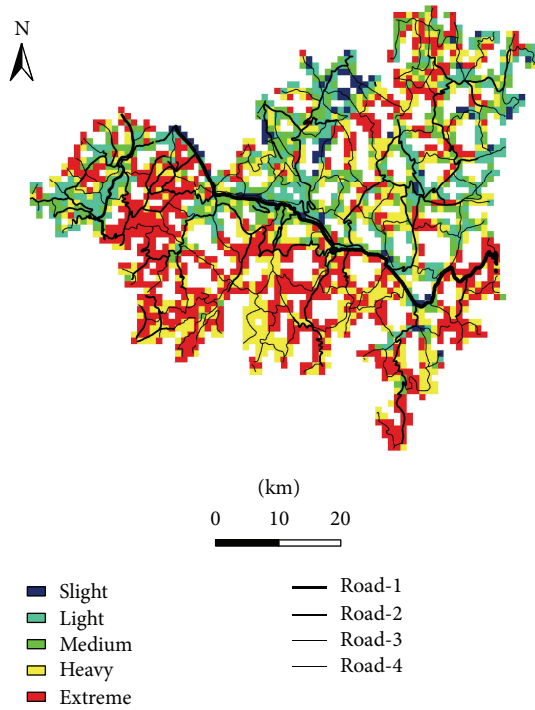 N
(km)
0 10 20
Slight
Light
Medium
Heavy
Extreme
Road-1
Road-2
Road-3
Road-4